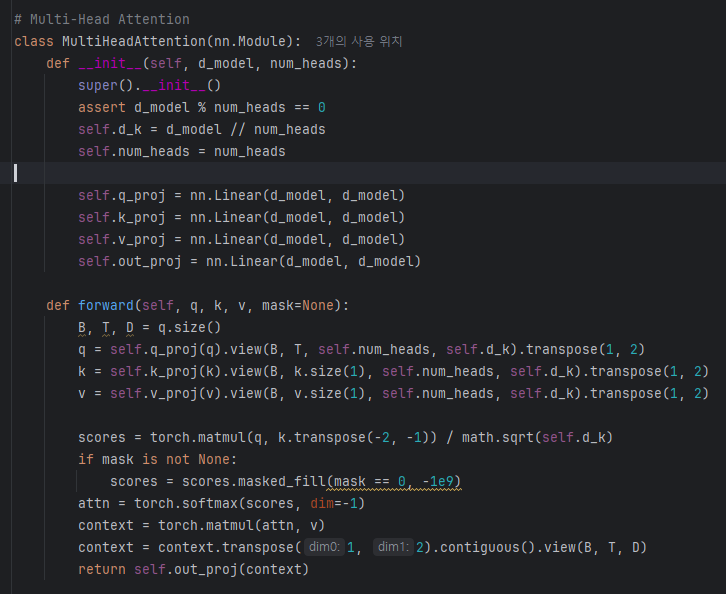 # Multi-Head Attention
class MultiHeadAttention(nn.Module): 3개의 사용 위치
    def __init__(self, d_model, num_heads):
        super().__init__()
        assert d_model % num_heads == 0
        self.d_k = d_model // num_heads
        self.num_heads = num_heads

        self.q_proj = nn.Linear(d_model, d_model)
        self.k_proj = nn.Linear(d_model, d_model)
        self.v_proj = nn.Linear(d_model, d_model)
        self.out_proj = nn.Linear(d_model, d_model)

    def forward(self, q, k, v, mask=None):
        B, T, D = q.size()
        q = self.q_proj(q).view(B, T, self.num_heads, self.d_k).transpose(1, 2)
        k = self.k_proj(k).view(B, k.size(1), self.num_heads, self.d_k).transpose(1, 2)
        v = self.v_proj(v).view(B, v.size(1), self.num_heads, self.d_k).transpose(1, 2)

        scores = torch.matmul(q, k.transpose(-2, -1)) / math.sqrt(self.d_k)
        if mask is not None:
            scores = scores.masked_fill(mask == 0, -1e9)
        attn = torch.softmax(scores, dim=-1)
        context = torch.matmul(attn, v)
        context = context.transpose( dim0: 1, dim1: 2).contiguous().view(B, T, D)
        return self.out_proj(context)